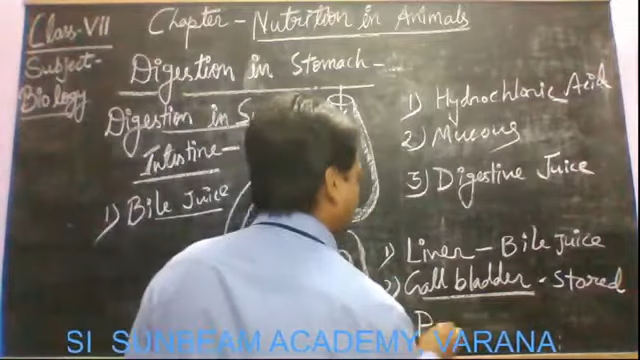 Class-VII
Chapter - Nutrition in Animals
Subject-
Biology
Digestion in Stomach-
Digestion in
Intestine-
1) Bile Juice
1) Hydrochloric Acid
2) Mucous
3) Digestive Juice
1) Liver - Bile Juice
2) Gall bladder - Stored
P
SI SUNBEAM ACADEMY VARANA